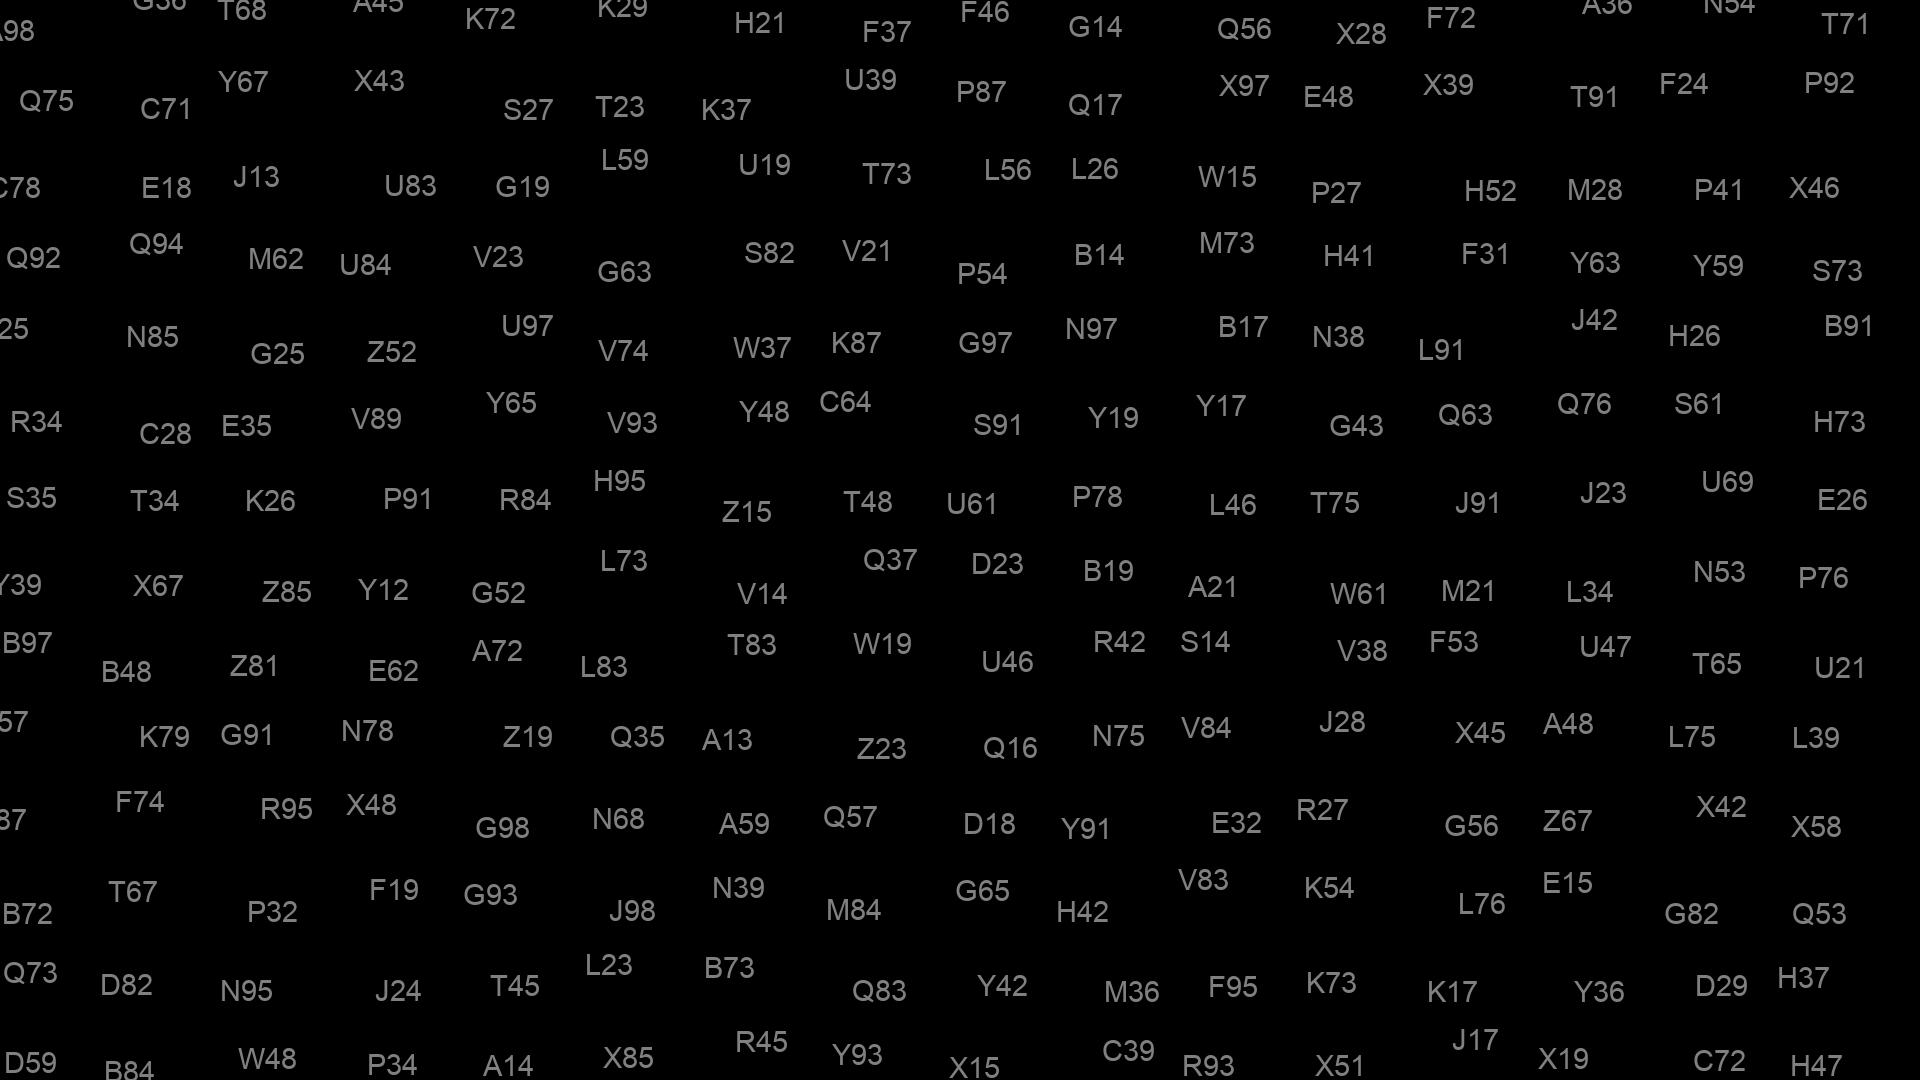 G36 T68 A45 K72 K29 H21 F37 F46 G14 Q56 X28 F72 A36 N54 T71
Q75 C71 Y67 X43 S27 T23 K37 U39 P87 Q17 X97 E48 X39 T91 F24 P92
C78 E18 J13 U83 G19 L59 U19 T73 L56 L26 W15 P27 H52 M28 P41 X46
Q92 Q94 M62 U84 V23 G63 S82 V21 P54 B14 M73 H41 F31 Y63 Y59 S73
N85 G25 Z52 U97 V74 W37 K87 G97 N97 B17 N38 L91 J42 H26 B91
R34 C28 E35 V89 Y65 V93 Y48 C64 S91 Y19 Y17 G43 Q63 Q76 S61 H73
S35 T34 K26 P91 R84 H95 Z15 T48 U61 P78 L46 T75 J91 J23 U69 E26
Y39 X67 Z85 Y12 G52 L73 V14 Q37 D23 B19 A21 W61 M21 L34 N53 P76
B97 B48 Z81 E62 A72 L83 T83 W19 U46 R42 S14 V38 F53 U47 T65 U21
K79 G91 N78 Z19 Q35 A13 Z23 Q16 N75 V84 J28 X45 A48 L75 L39
F74 R95 X48 G98 N68 A59 Q57 D18 Y91 E32 R27 G56 Z67 X42 X58
B72 T67 P32 F19 G93 J98 N39 M84 G65 H42 V83 K54 L76 E15 G82 Q53
Q73 D82 N95 J24 T45 L23 B73 Q83 Y42 M36 F95 K73 K17 Y36 D29 H37
D59 B84 W48 P34 A14 X85 R45 Y93 X15 C39 R93 X51 J17 X19 C72 H47